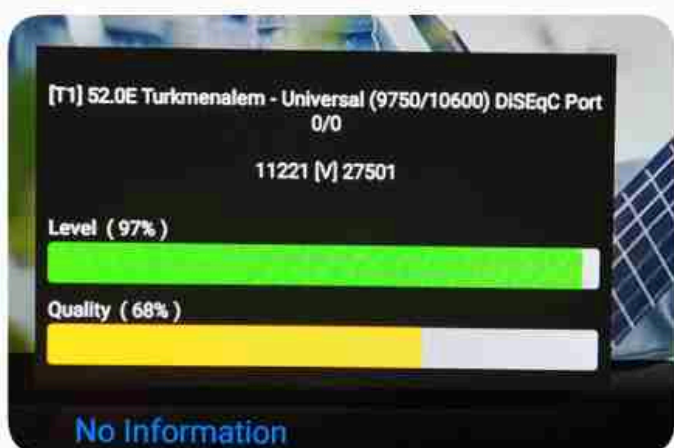 [T1] 52.0E Turkmenalem - Universal (9750/10600) DiSEqC Port
0/0
11221 [V] 27501
Level ( 97% )
Quality ( 68% )
No Information